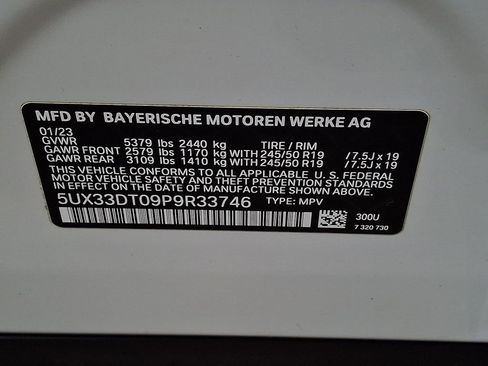 MFD BY BAYERISCHE MOTOREN WERKE AG
01/23
GVWR 5379 lbs 2440 kg TIRE / RIM
GAWR FRONT 2579 lbs 1170 kg WITH 245/50 R19 / 7.5J x 19
GAWR REAR 3109 lbs 1410 kg WITH 245/50 R19 / 7.5J x 19
THIS VEHICLE CONFORMS TO ALL APPLICABLE U. S. FEDERAL
MOTOR VEHICLE SAFETY, BUMPER AND THEFT PREVENTION
STANDARDS IN EFFECT ON THE DATE OF MANUFACTURE SHOWN ABOVE.
5UX33DT09P9R33746 TYPE: MPV
300U
7 320 730